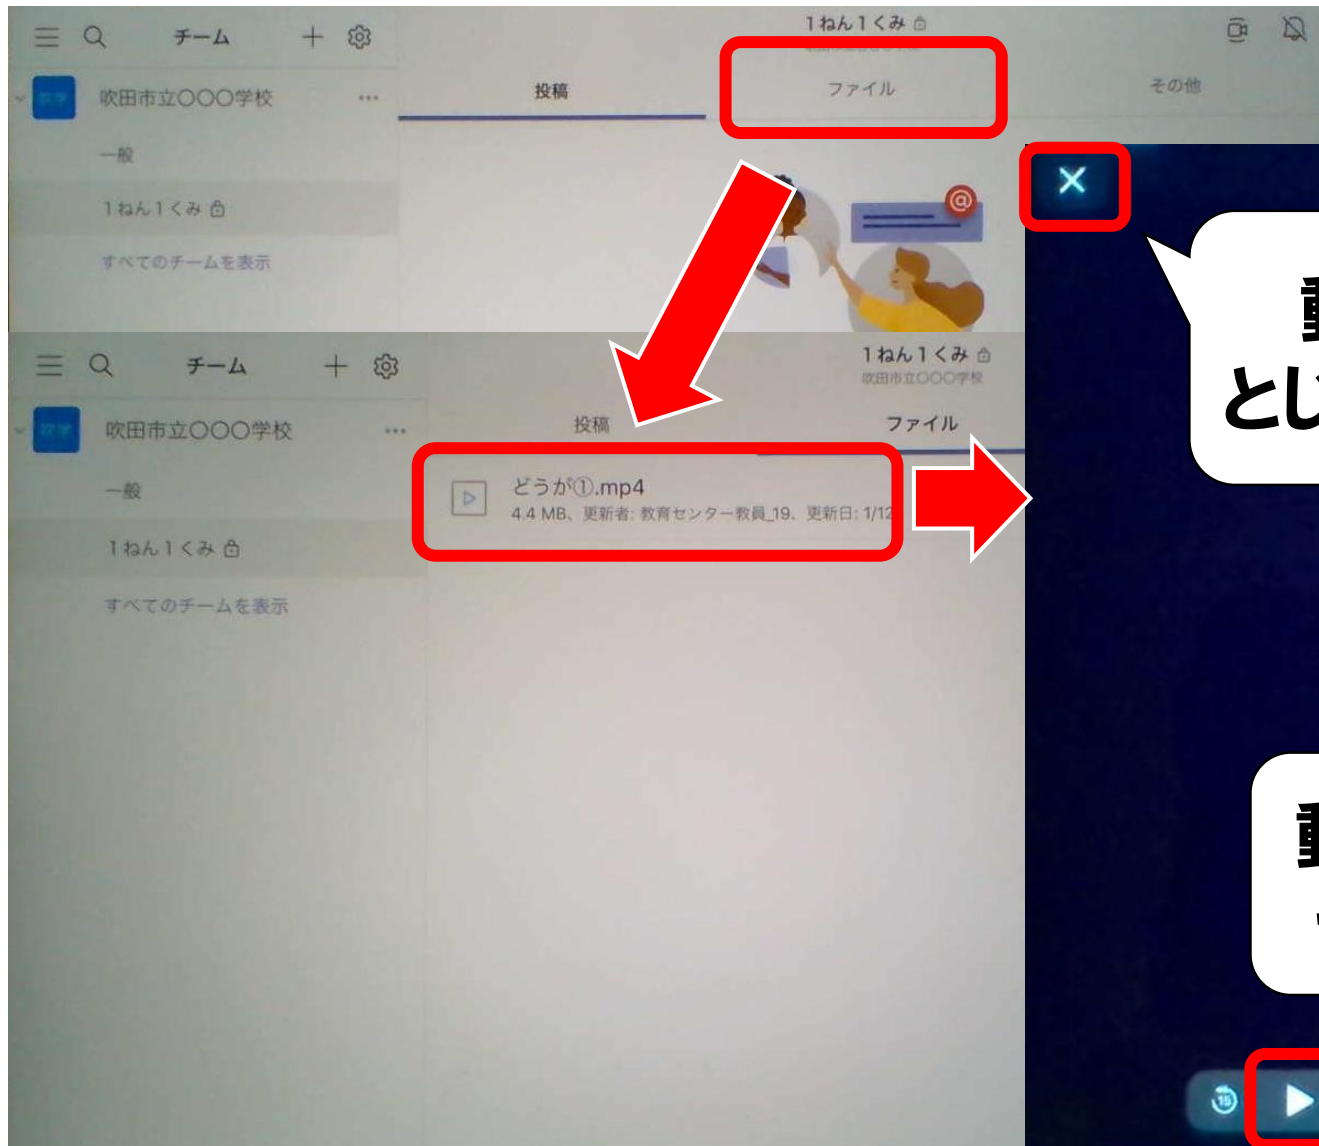 チーム
1ねん1くみ
吹田市立〇〇〇学校
投稿
ファイル
その他
一般
1ねん1くみ
すべてのチームを表示
とじ
チーム
1ねん1くみ
吹田市立〇〇〇学校
吹田市立〇〇〇学校
投稿
ファイル
一般
どうが①.mp4
4.4 MB、更新者: 教育センター教員_19、更新日: 1/12
1ねん1くみ
すべてのチームを表示
15